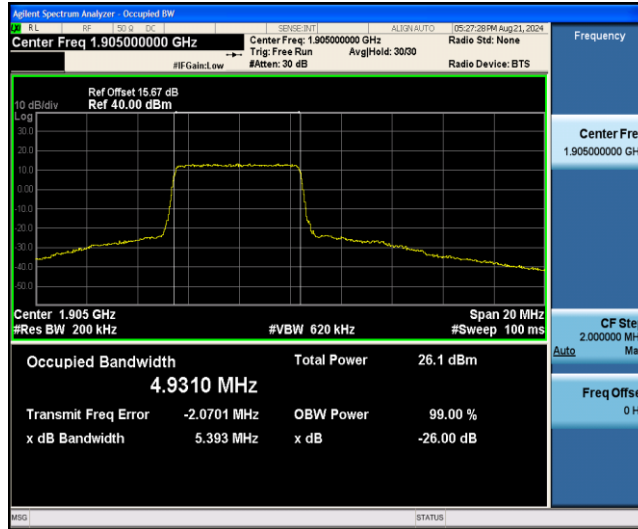 Agilent Spectrum Analyzer - Occupied BW
RL RF 50 Ω DC SENSE:INT ALIGN AUTO 05:27:28 PM Aug 21, 2024
Center Freq 1.905000000 GHz
Center Freq: 1.905000000 GHz
Radio Std: None
Trig: Free Run Avg|Hold: 30/30
#IFGain:Low #Atten: 30 dB Radio Device: BTS
Frequency
Ref Offset 15.67 dB
10 dB/div Ref 40.00 dBm
Log
30.0
20.0
10.0
0.00
-10.0
-20.0
-30.0
-40.0
-50.0
Center Fre
1.905000000 GH
Center 1.905 GHz Span 20 MHz
#Res BW 200 kHz #VBW 620 kHz #Sweep 100 ms
CF Ste
2.000000 MH
Auto Ma
Occupied Bandwidth Total Power 26.1 dBm
4.9310 MHz
Transmit Freq Error -2.0701 MHz OBW Power 99.00 %
x dB Bandwidth 5.393 MHz x dB -26.00 dB
Freq Offse
0 H
MSG STATUS